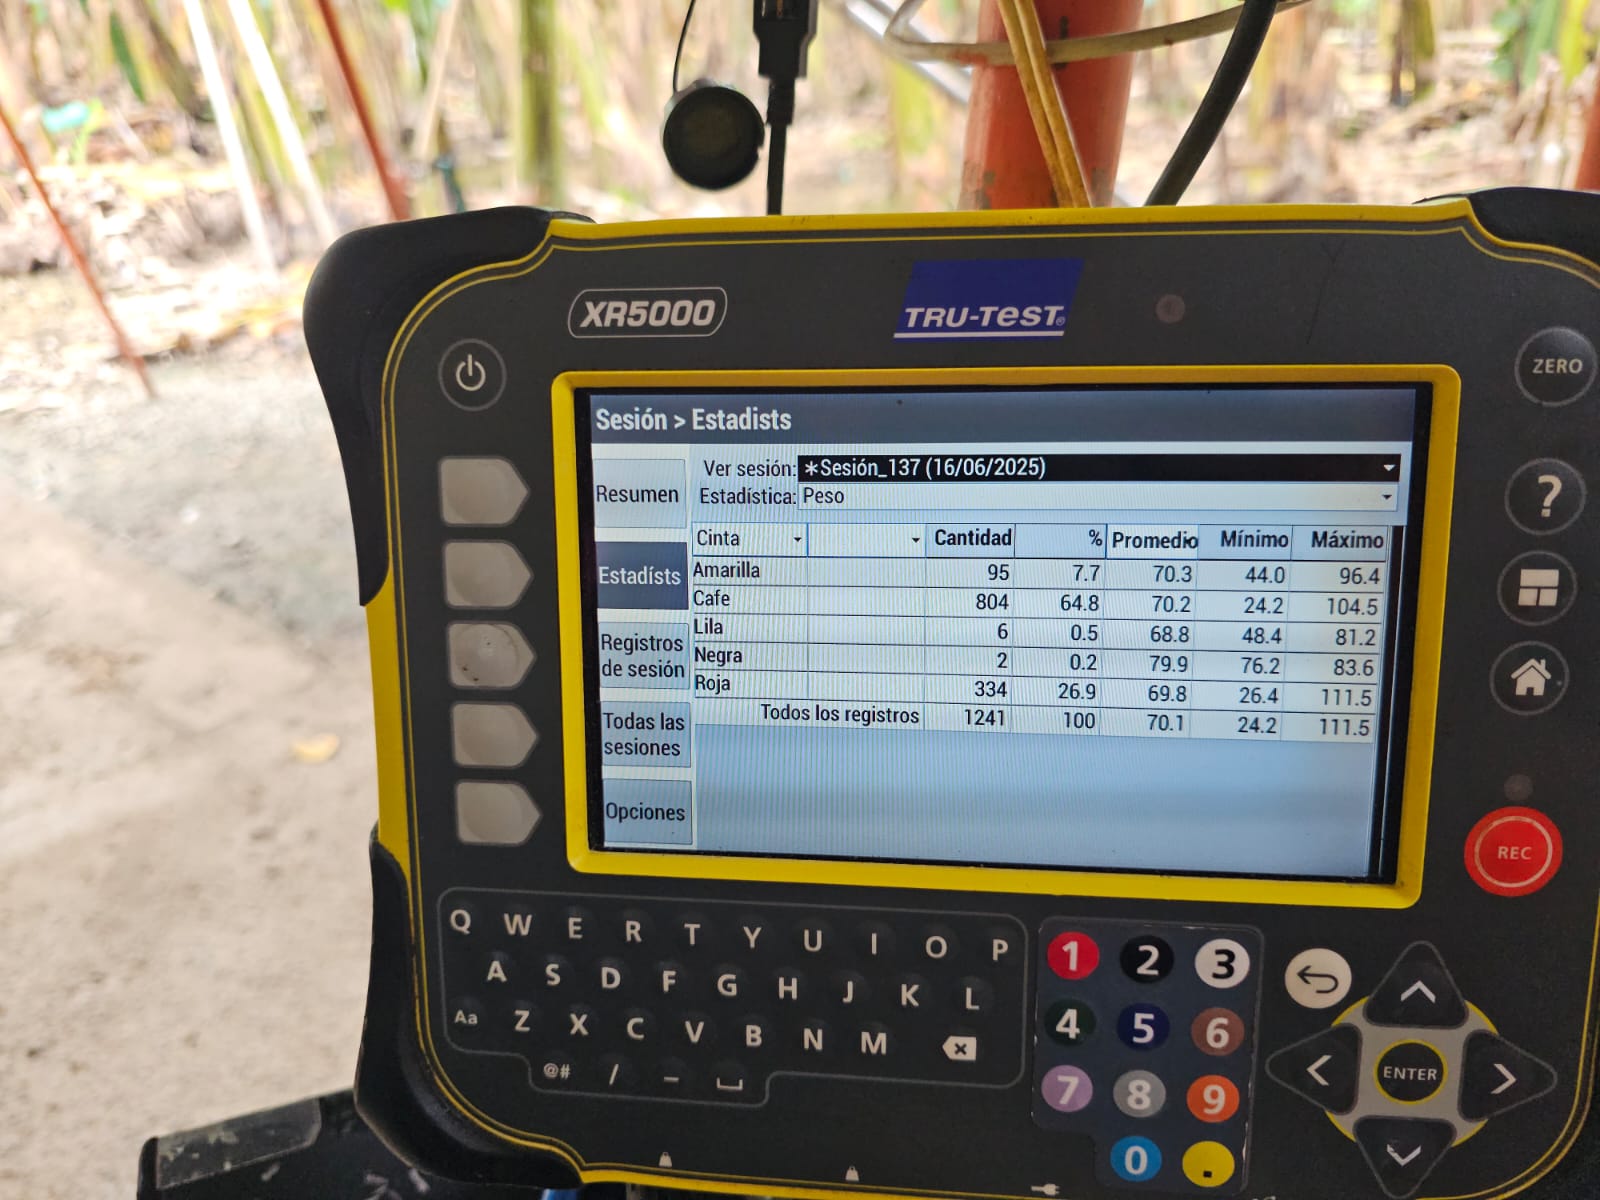 XR5000
TRU-TEST®
ZERO
Sesión > Estadists
Ver sesión: *Sesión_137 (16/06/2025)
Estadística: Peso
Resumen
Estadísts
Registros
de sesión
Todas las
sesiones
Opciones
Cinta Cantidad % Promedio Mínimo Máximo
Amarilla 95 7.7 70.3 44.0 96.4
Cafe 804 64.8 70.2 24.2 104.5
Lila 6 0.5 68.8 48.4 81.2
Negra 2 0.2 79.9 76.2 83.6
Roja 334 26.9 69.8 26.4 111.5
Todos los registros 1241 100 70.1 24.2 111.5
?
REC
Q W E R T Y U I O P
A S D F G H J K L
Aa Z X C V B N M
@# / –
1 2 3
4 5 6
7 8 9
0 .
ENTER